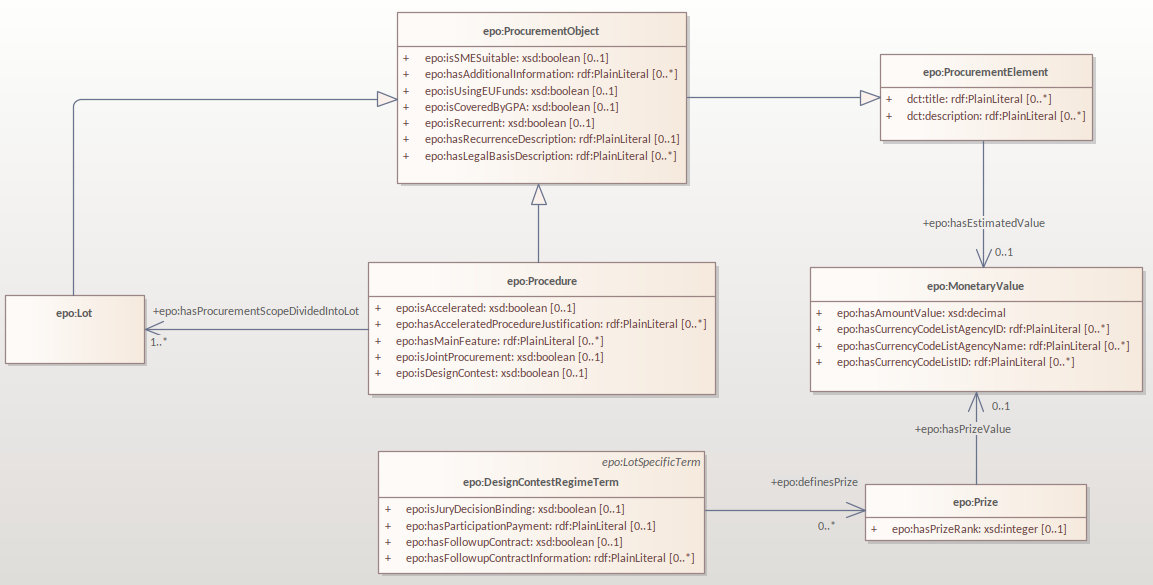 epo:ProcurementObject
+ epo:isSMESuitable: xsd:boolean [0..1]
+ epo:hasAdditionalInformation: rdf:PlainLiteral [0..*]
+ epo:isUsingEUFunds: xsd:boolean [0..1]
+ epo:isCoveredByGPA: xsd:boolean [0..1]
+ epo:isRecurrent: xsd:boolean [0..1]
+ epo:hasRecurrenceDescription: rdf:PlainLiteral [0..1]
+ epo:hasLegalBasisDescription: rdf:PlainLiteral [0..*]
epo:ProcurementElement
+ dct:title: rdf:PlainLiteral [0..*]
+ dct:description: rdf:PlainLiteral [0..*]
+epo:hasEstimatedValue
0..1
epo:Lot
+epo:hasProcurementScopeDividedIntoLot
1..*
epo:Procedure
+ epo:isAccelerated: xsd:boolean [0..1]
+ epo:hasAcceleratedProcedureJustification: rdf:PlainLiteral [0..*]
+ epo:hasMainFeature: rdf:PlainLiteral [0..*]
+ epo:isJointProcurement: xsd:boolean [0..1]
+ epo:isDesignContest: xsd:boolean [0..1]
epo:MonetaryValue
+ epo:hasAmountValue: xsd:decimal
+ epo:hasCurrencyCodeListAgencyID: rdf:PlainLiteral [0..*]
+ epo:hasCurrencyCodeListAgencyName: rdf:PlainLiteral [0..*]
+ epo:hasCurrencyCodeListID: rdf:PlainLiteral [0..*]
0..1
+epo:hasPrizeValue
epo:LotSpecificTerm
epo:DesignContestRegimeTerm
+ epo:isJuryDecisionBinding: xsd:boolean [0..1]
+ epo:hasParticipationPayment: rdf:PlainLiteral [0..1]
+ epo:hasFollowupContract: xsd:boolean [0..1]
+ epo:hasFollowupContractInformation: rdf:PlainLiteral [0..*]
+epo:definesPrize
0..*
epo:Prize
+ epo:hasPrizeRank: xsd:integer [0..1]